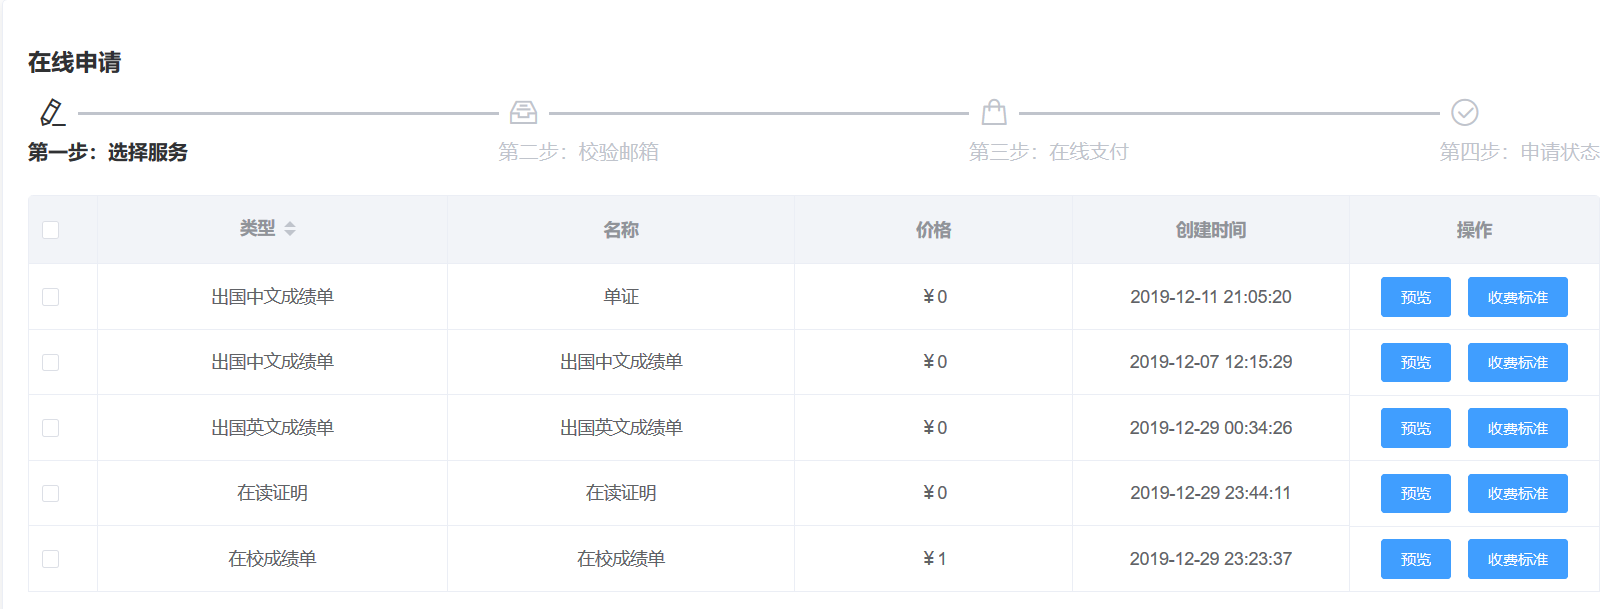 在线申请
第一步：选择服务 第二步：校验邮箱 第三步：在线支付 第四步：申请状态
类型 名称 价格 创建时间 操作
出国中文成绩单 单证 ¥0 2019-12-11 21:05:20 预览 收费标准
出国中文成绩单 出国中文成绩单 ¥0 2019-12-07 12:15:29 预览 收费标准
出国英文成绩单 出国英文成绩单 ¥0 2019-12-29 00:34:26 预览 收费标准
在读证明 在读证明 ¥0 2019-12-29 23:44:11 预览 收费标准
在校成绩单 在校成绩单 ¥1 2019-12-29 23:23:37 预览 收费标准